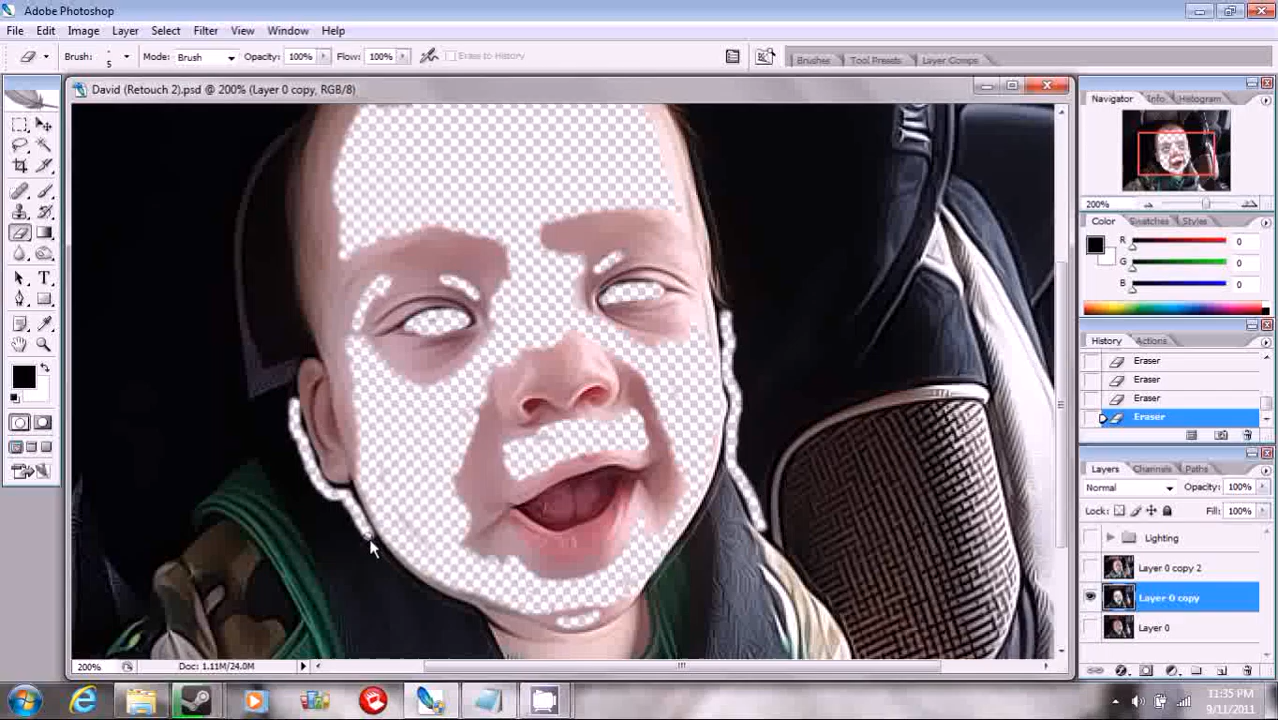 Adobe Photoshop
File Edit Image Layer Select Filter View Window Help
Brush: 5 Mode: Brush Opacity: 100% Flow: 100% Erase to History Brushes Tool Presets Layer Comps
David (Retouch 2).psd @ 200% (Layer 0 copy, RGB/8)
Navigator Info Histogram
200%
Color Swatches Styles
R 0
G 0
B 0
History Actions
Eraser
Eraser
Eraser
Eraser
Layers Channels Paths
Normal Opacity: 100%
Lock: Fill: 100%
Lighting
Layer 0 copy 2
Layer 0 copy
Layer 0
200% Doc: 1.11M/24.0M
11:35 PM
9/11/2011